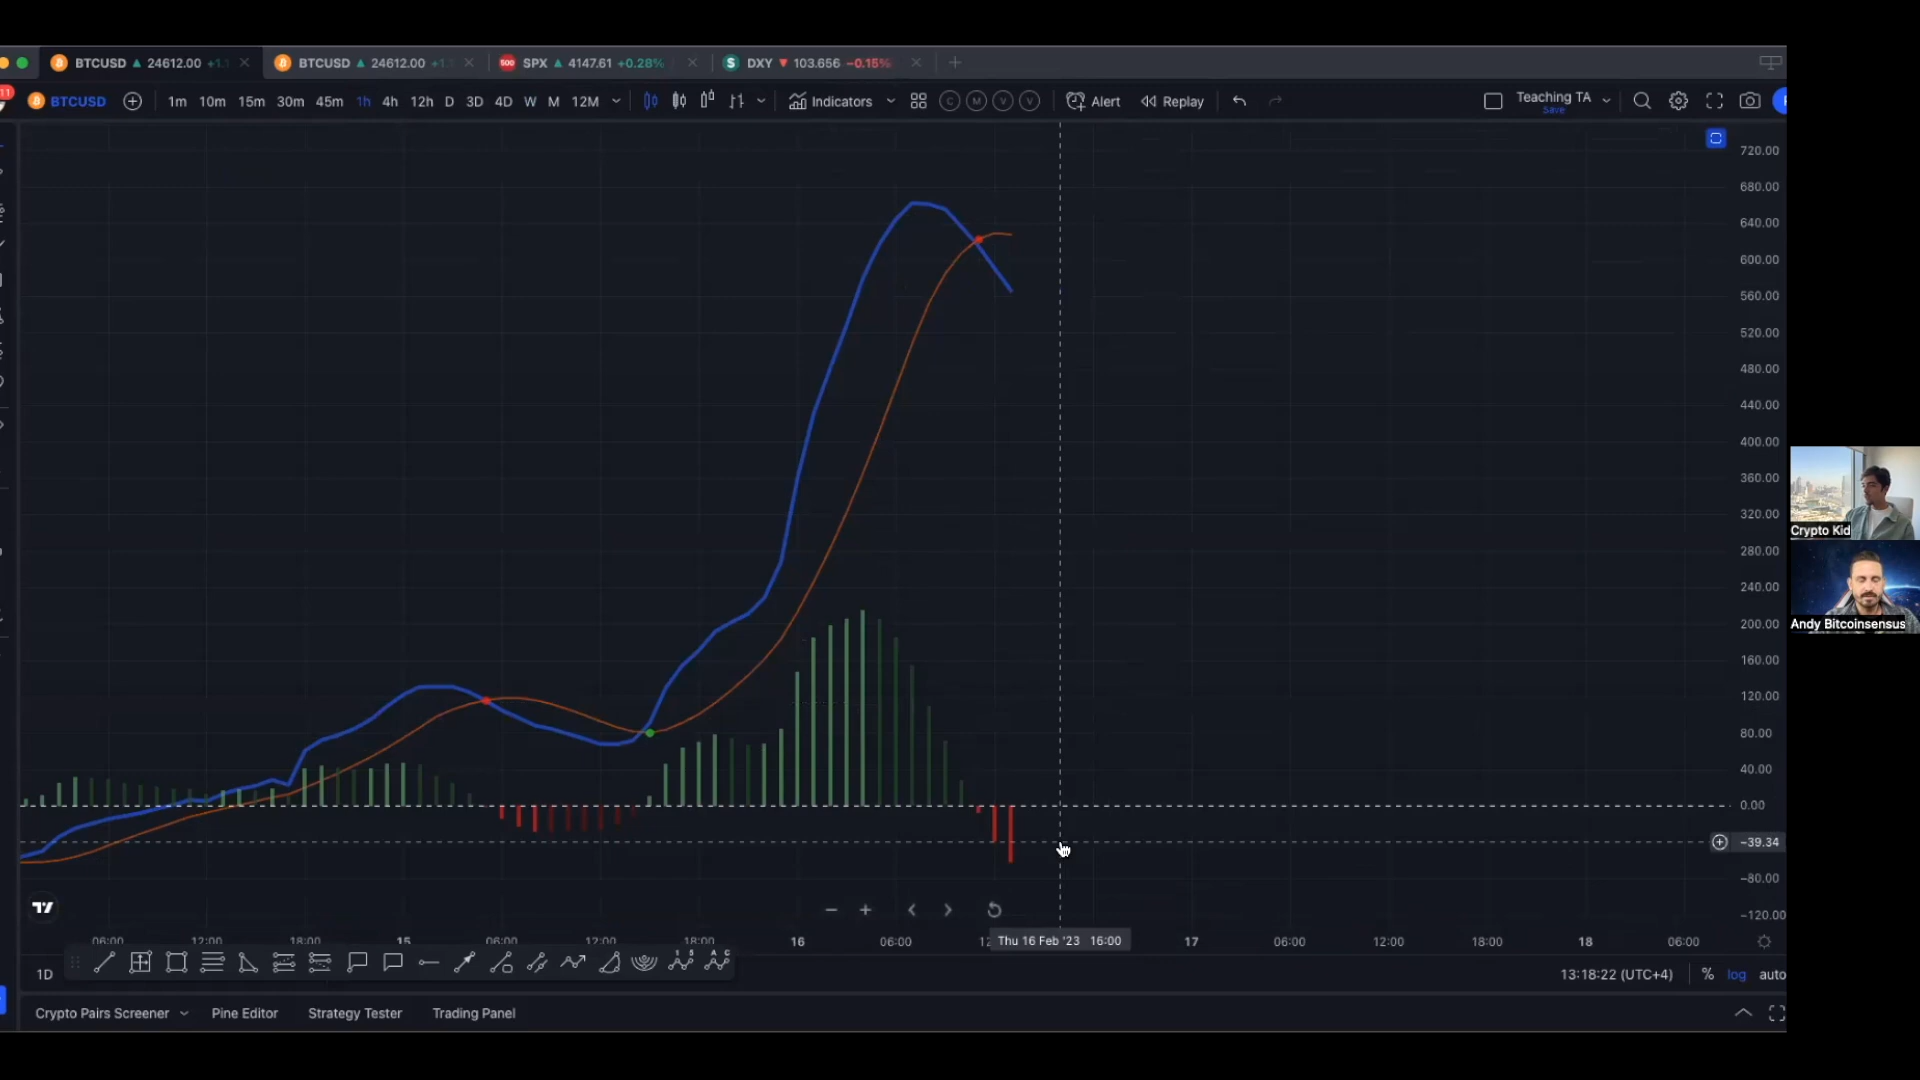 BTCUSD ▲ 24612.00 +1.1
BTCUSD ▲ 24612.00 +1.
500 SPX ▲ 4147.61 +0.28%
$ DXY ▼ 103.656 −0.15%
11
BTCUSD 1m 10m 15m 30m 45m 1h 4h 12h D 3D 4D W M 12M Indicators C M V V Alert Replay Teaching TA
Save
720.00
680.00
640.00
600.00
560.00
520.00
480.00
440.00
400.00
360.00
320.00
280.00
240.00
200.00
160.00
120.00
80.00
40.00
0.00
−39.34
−80.00
−120.00
Crypto Kid
Andy Bitcoinsensus
06:00 12:00 18:00 15 06:00 12:00 18:00 16 06:00 Thu 16 Feb '23 16:00 17 06:00 12:00 18:00 18 06:00
1D 13:18:22 (UTC+4) % log auto
Crypto Pairs Screener Pine Editor Strategy Tester Trading Panel